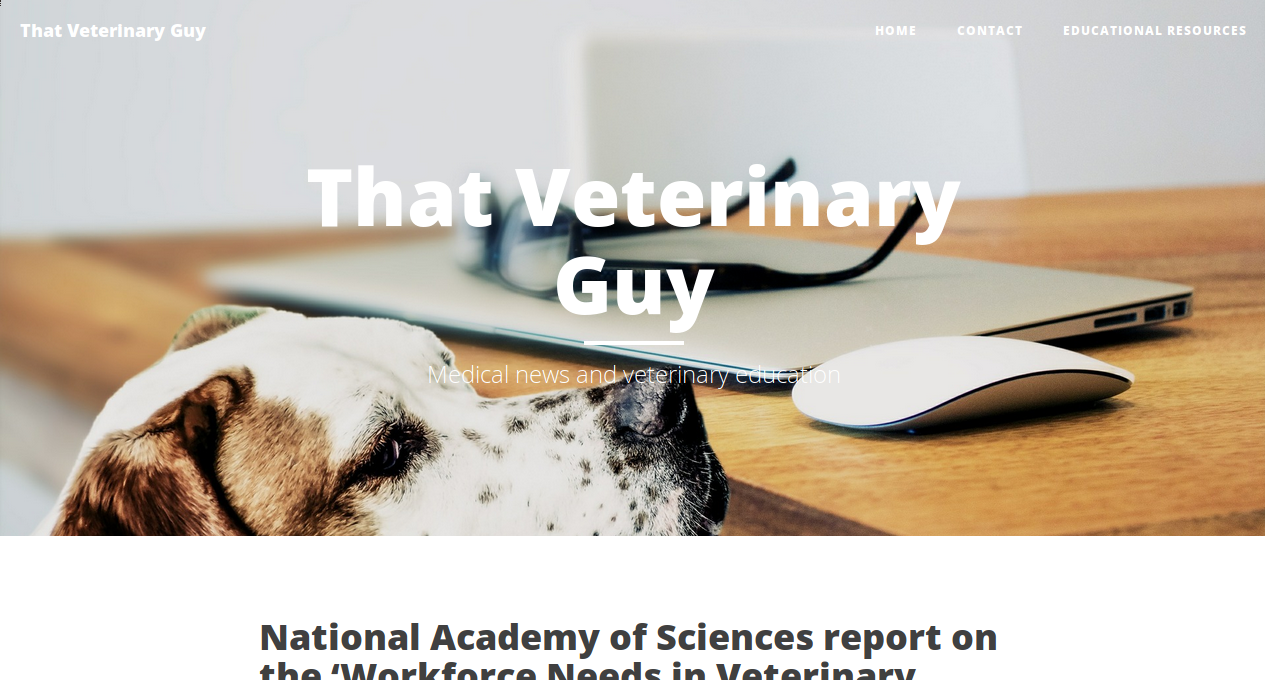 That Veterinary Guy
HOME CONTACT EDUCATIONAL RESOURCES
That Veterinary
Guy
Medical news and veterinary education
National Academy of Sciences report on
the ‘Workforce Needs in Veterinary